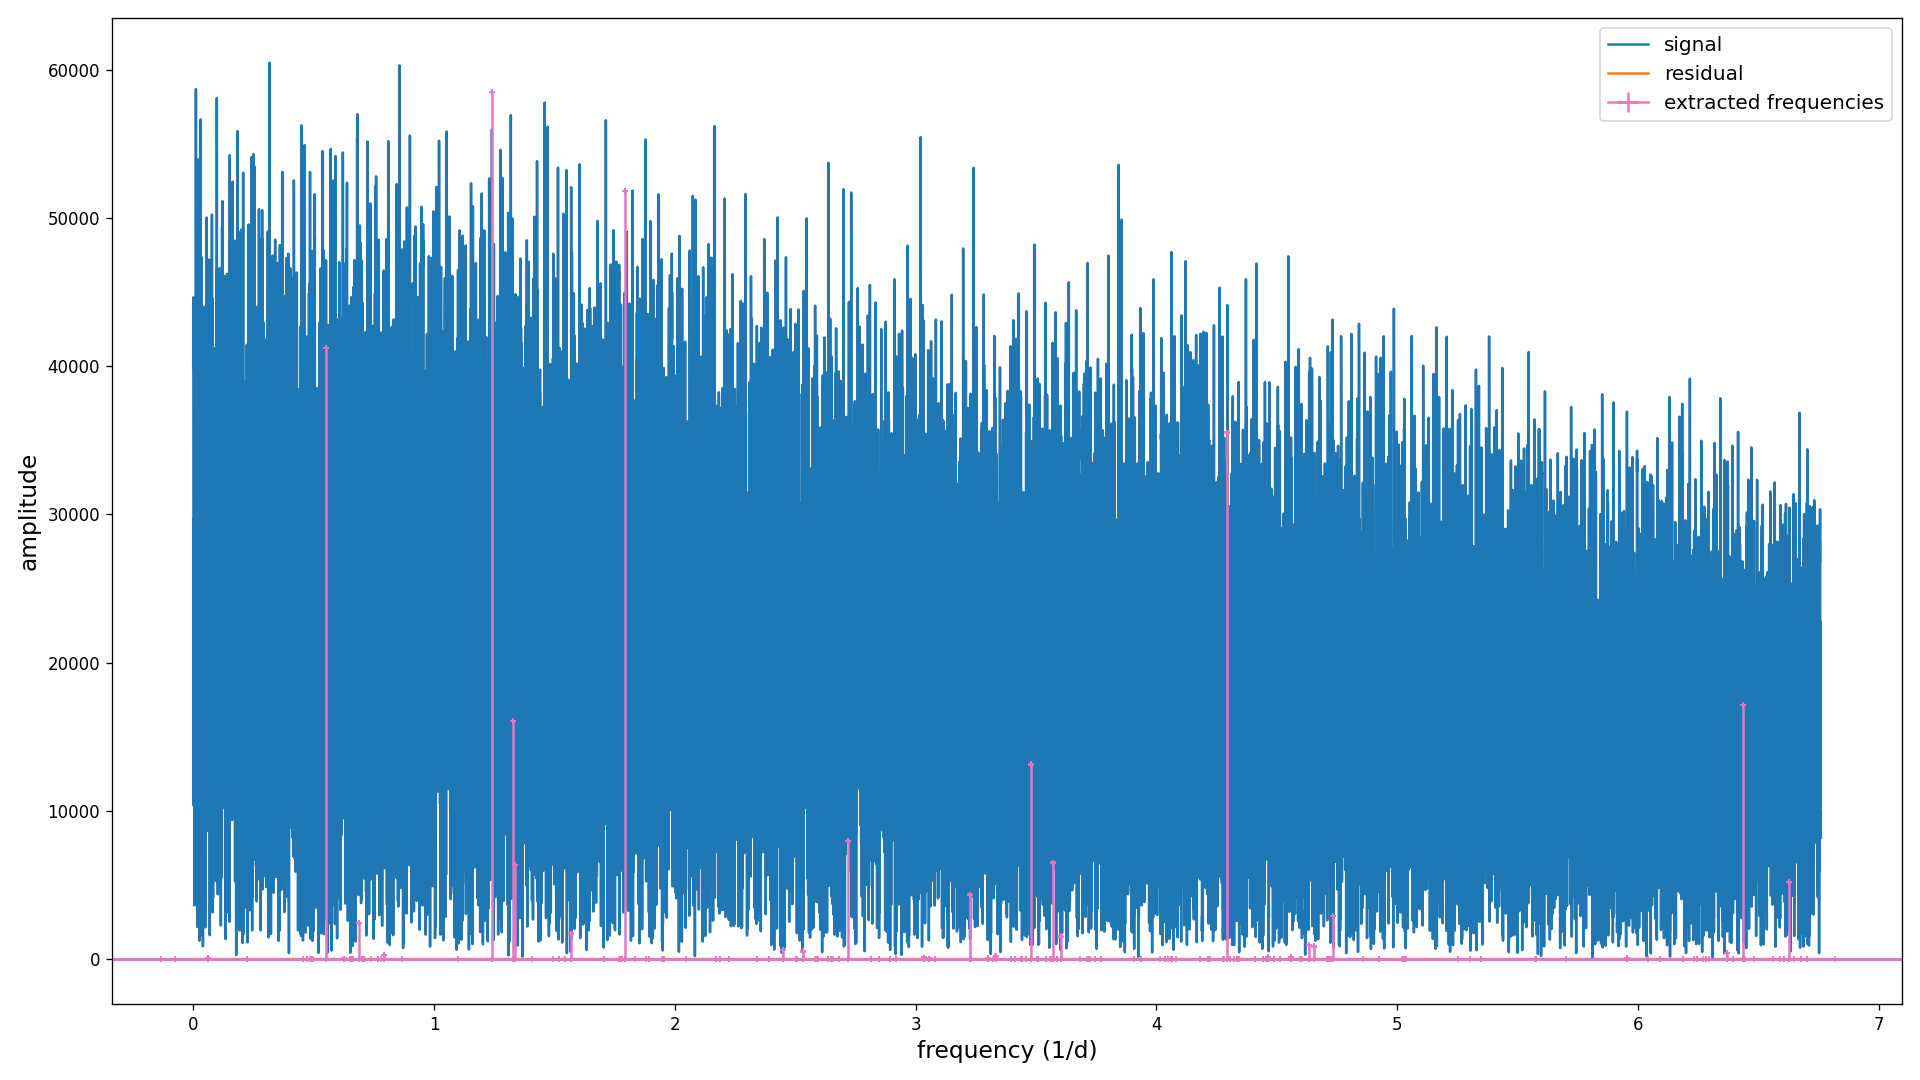 signal
residual
extracted frequencies
amplitude
60000
50000
40000
30000
20000
10000
0
0 1 2 3 4 5 6 7
frequency (1/d)